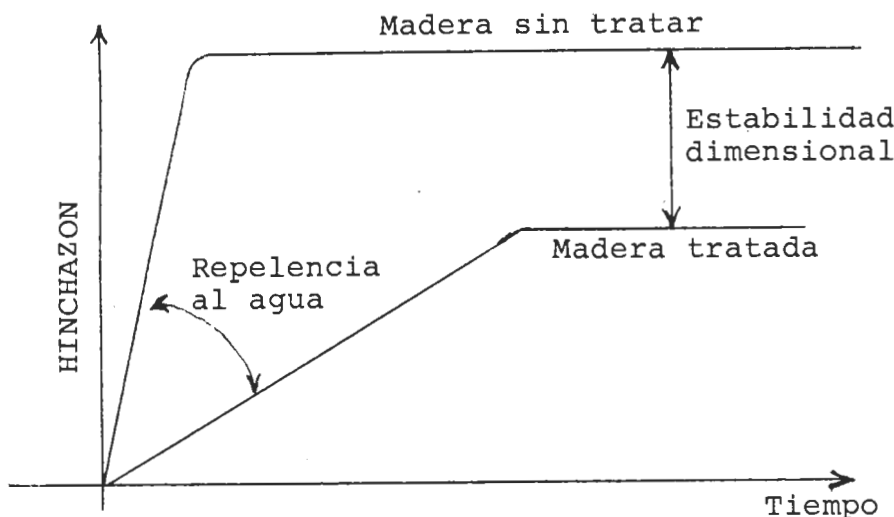 Madera sin tratar
Estabilidad
dimensional
HINCHAZON
Repelencia
al agua
Madera tratada
Tiempo